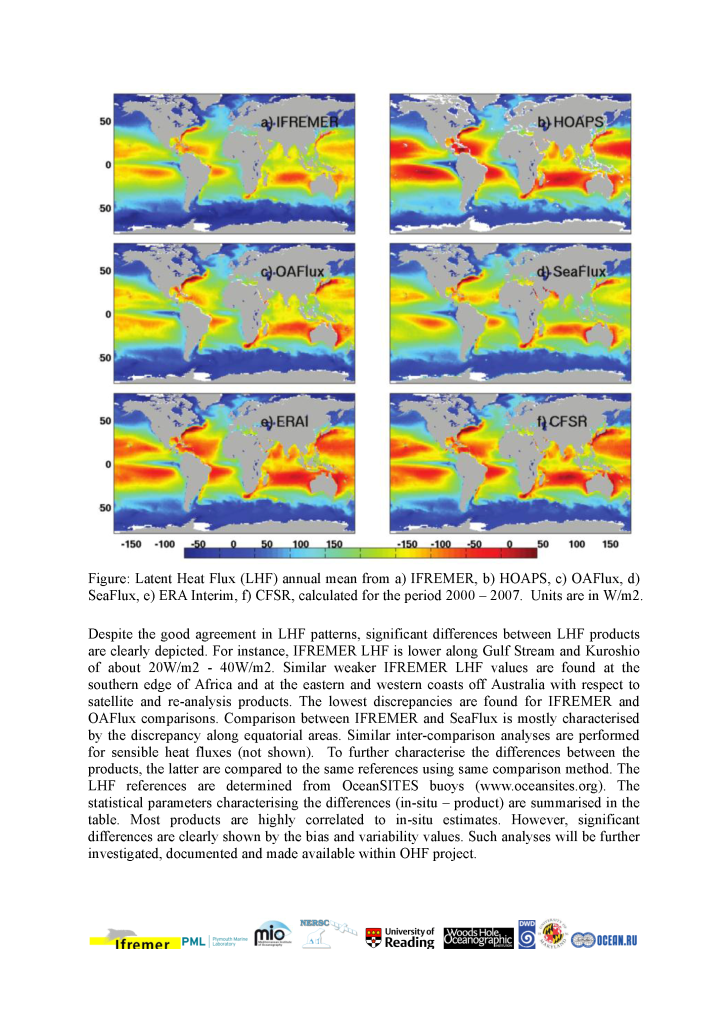 50
0
50
a) IFREMER
b) HOAPS
50
0
50
c) OAFlux
d) SeaFlux
50
0
50
e) ERAI
f) CFSR
-150 -100 -50 0 50 100 150 -150 -100 -50 0 50 100 150
Figure: Latent Heat Flux (LHF) annual mean from a) IFREMER, b) HOAPS, c) OAFlux, d)
SeaFlux, e) ERA Interim, f) CFSR, calculated for the period 2000 – 2007. Units are in W/m2.
Despite the good agreement in LHF patterns, significant differences between LHF products
are clearly depicted. For instance, IFREMER LHF is lower along Gulf Stream and Kuroshio
of about 20W/m2 - 40W/m2. Similar weaker IFREMER LHF values are found at the
southern edge of Africa and at the eastern and western coasts off Australia with respect to
satellite and re-analysis products. The lowest discrepancies are found for IFREMER and
OAFlux comparisons. Comparison between IFREMER and SeaFlux is mostly characterised
by the discrepancy along equatorial areas. Similar inter-comparison analyses are performed
for sensible heat fluxes (not shown). To further characterise the differences between the
products, the latter are compared to the same references using same comparison method. The
LHF references are determined from OceanSITES buoys (www.oceansites.org). The
statistical parameters characterising the differences (in-situ – product) are summarised in the
table. Most products are highly correlated to in-situ estimates. However, significant
differences are clearly shown by the bias and variability values. Such analyses will be further
investigated, documented and made available within OHF project.
Ifremer
PML Plymouth Marine
Laboratory
mio
NERSC
University of
Reading
Woods Hole
Oceanographic
INSTITUTION
DWD
UNIVERSITY OF
MARYLAND
OCEAN.RU